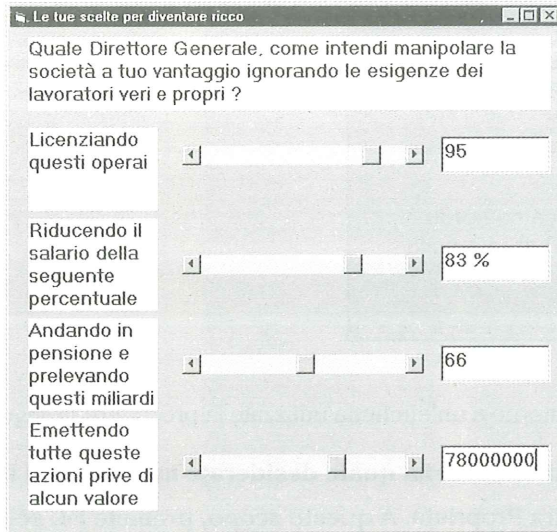 Le tue scelte per diventare ricco
Quale Direttore Generale, come intendi manipolare la
società a tuo vantaggio ignorando le esigenze dei
lavoratori veri e propri ?
Licenziando
questi operai
95
Riducendo il
salario della
seguente
percentuale
83 %
Andando in
pensione e
prelevando
questi miliardi
66
Emettendo
tutte queste
azioni prive di
alcun valore
78000000